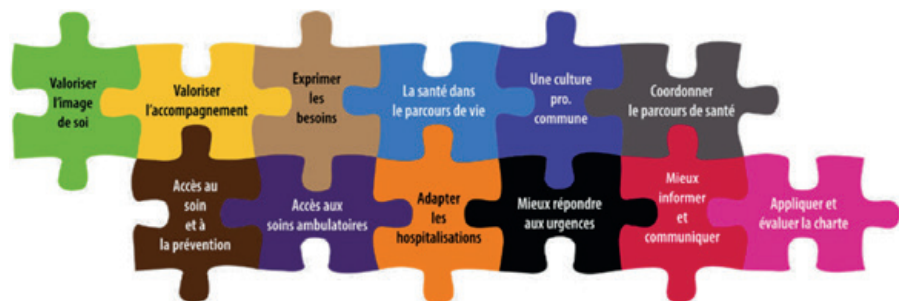 Valoriser
l'image
de soi
Valoriser
l'accompagnement
Exprimer
les
besoins
La santé dans
le parcours de vie
Une culture
pro.
commune
Coordonner
le parcours de santé
Accès au
soin
et à
la prévention
Accès aux
soins ambulatoires
Adapter
les
hospitalisations
Mieux répondre
aux urgences
Mieux
informer
et
communiquer
Appliquer et
évaluer la charte